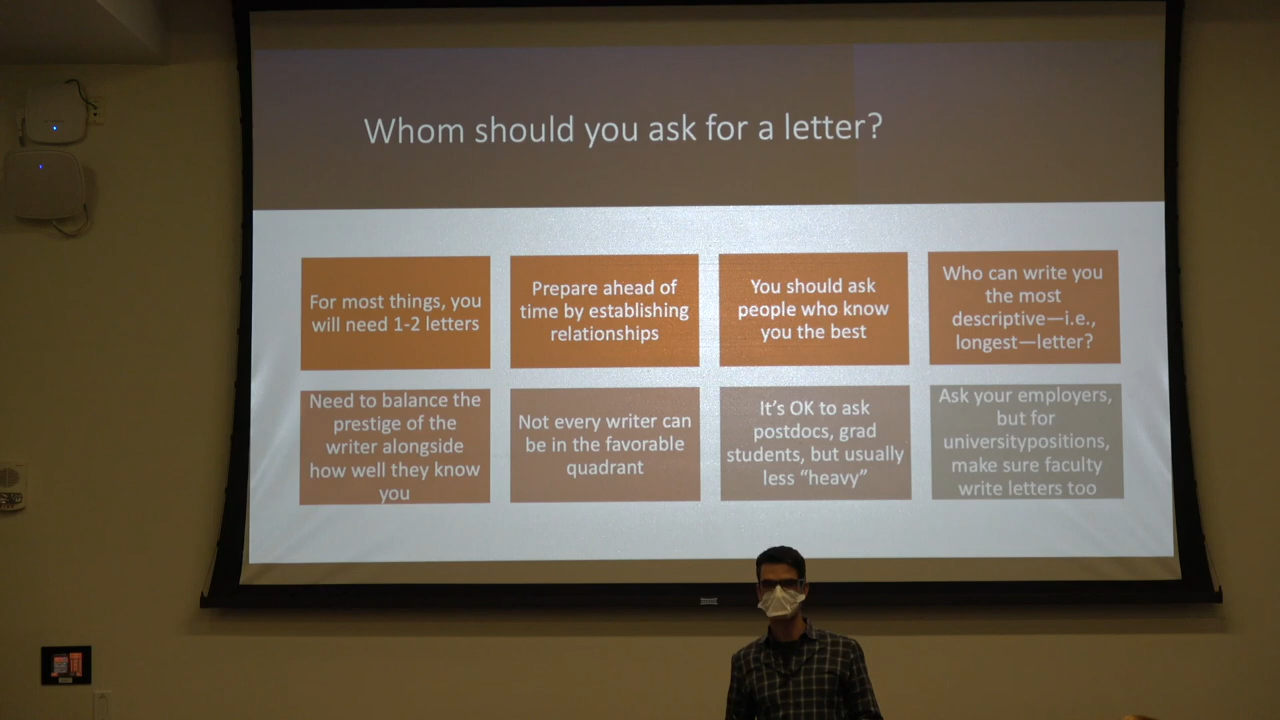 Whom should you ask for a letter?
For most things, you
will need 1-2 letters
Prepare ahead of
time by establishing
relationships
You should ask
people who know
you the best
Who can write you
the most
descriptive—i.e.,
longest—letter?
Need to balance the
prestige of the
writer alongside
how well they know
you
Not every writer can
be in the favorable
quadrant
It's OK to ask
postdocs, grad
students, but usually
less “heavy”
Ask your employers,
but for
universitypositions,
make sure faculty
write letters too